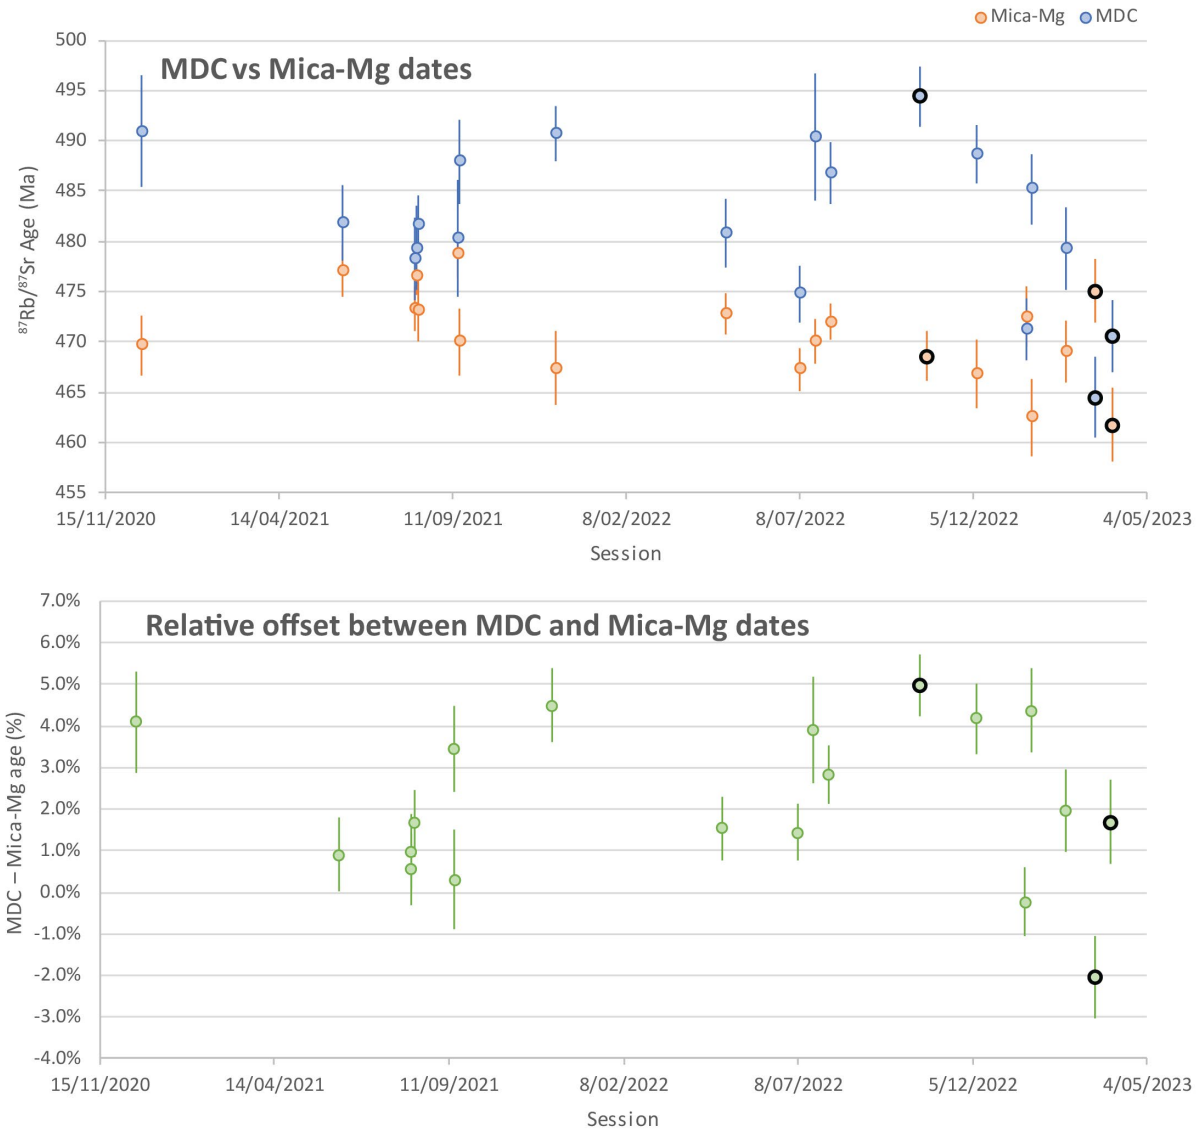 Mica-Mg MDC
MDC vs Mica-Mg dates
⁸⁷Rb/⁸⁷Sr Age (Ma)
500
495
490
485
480
475
470
465
460
455
15/11/2020 14/04/2021 11/09/2021 8/02/2022 8/07/2022 5/12/2022 4/05/2023
Session
Relative offset between MDC and Mica-Mg dates
MDC – Mica-Mg age (%)
7.0%
6.0%
5.0%
4.0%
3.0%
2.0%
1.0%
0.0%
-1.0%
-2.0%
-3.0%
-4.0%
15/11/2020 14/04/2021 11/09/2021 8/02/2022 8/07/2022 5/12/2022 4/05/2023
Session